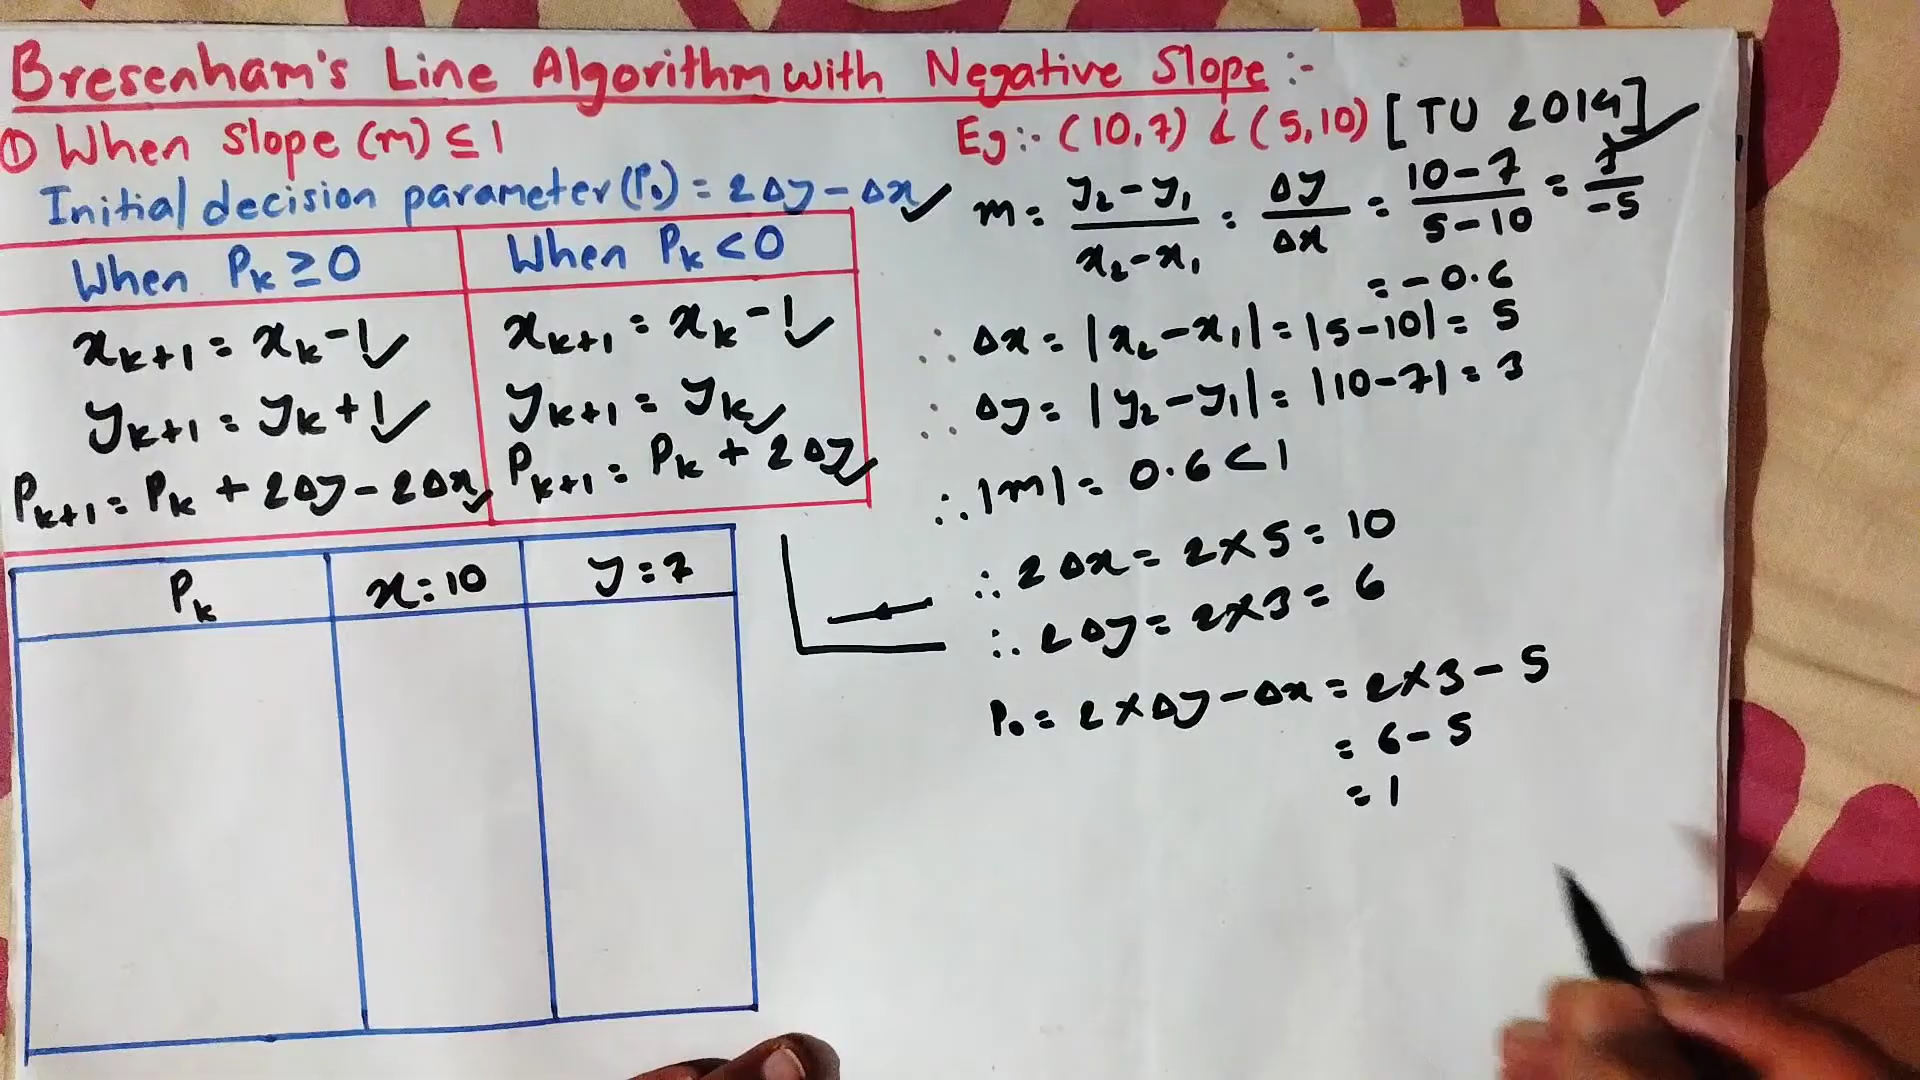 Bresenham's Line Algorithm with Negative Slope :-
① When Slope (m) ≤ 1
Initial decision parameter (P₀) = 2Δy - Δx ✓
When Pk ≥ 0
xk+1 = xk - 1 ✓
yk+1 = yk + 1 ✓
Pk+1 = Pk + 2Δy - 2Δx ✓
When Pk < 0
xk+1 = xk - 1 ✓
yk+1 = yk ✓
Pk+1 = Pk + 2Δy ✓
Pk x = 10 y = 7
Eg :- (10,7) & (5,10) [TU 2014] ✓
m = y₂ - y₁ / x₂ - x₁ = Δy / Δx = 10 - 7 / 5 - 10 = 3 / -5
= -0.6
∴ Δx = |x₂ - x₁| = |5 - 10| = 5
∴ Δy = |y₂ - y₁| = |10 - 7| = 3
∴ |m| = 0.6 < 1
∴ 2Δx = 2 × 5 = 10
∴ 2Δy = 2 × 3 = 6
P₀ = 2 × Δy - Δx = 2 × 3 - 5
= 6 - 5
= 1